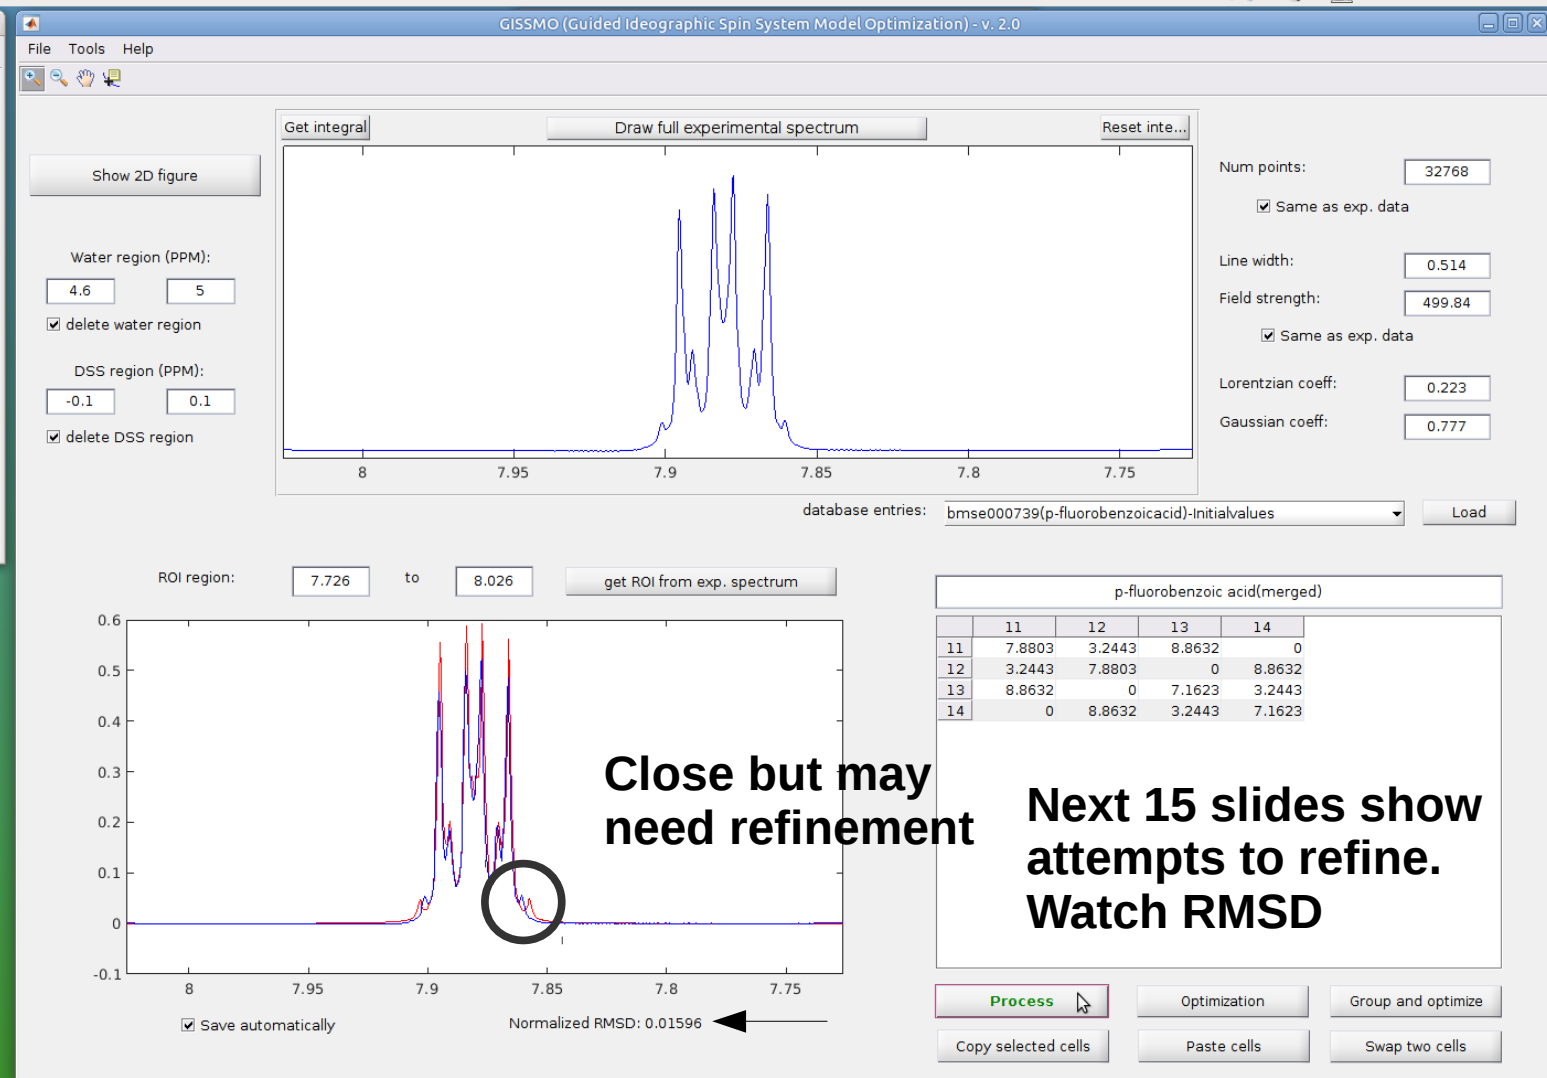 GISSMO (Guided Ideographic Spin System Model Optimization) - v. 2.0
File Tools Help
Get integral
Draw full experimental spectrum
Reset inte...
Show 2D figure
Water region (PPM):
4.6 5
delete water region
DSS region (PPM):
-0.1 0.1
delete DSS region
8 7.95 7.9 7.85 7.8 7.75
Num points: 32768
Same as exp. data
Line width: 0.514
Field strength: 499.84
Same as exp. data
Lorentzian coeff: 0.223
Gaussian coeff: 0.777
database entries: bmse000739(p-fluorobenzoicacid)-Initialvalues Load
ROI region: 7.726 to 8.026 get ROI from exp. spectrum
0.6
0.5
0.4
0.3
0.2
0.1
0
-0.1
8 7.95 7.9 7.85 7.8 7.75
Close but may
need refinement
Save automatically
Normalized RMSD: 0.01596
p-fluorobenzoic acid(merged)
11 12 13 14
11 7.8803 3.2443 8.8632 0
12 3.2443 7.8803 0 8.8632
13 8.8632 0 7.1623 3.2443
14 0 8.8632 3.2443 7.1623
Next 15 slides show
attempts to refine.
Watch RMSD
Process Optimization Group and optimize
Copy selected cells Paste cells Swap two cells